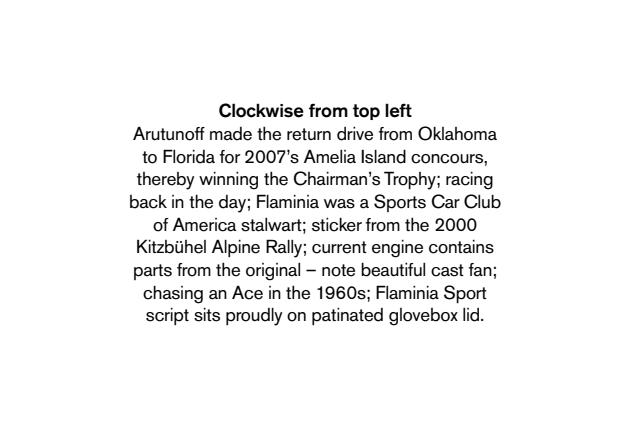 Clockwise from top left
Arutunoff made the return drive from Oklahoma
to Florida for 2007’s Amelia Island concours,
thereby winning the Chairman’s Trophy; racing
back in the day; Flaminia was a Sports Car Club
of America stalwart; sticker from the 2000
Kitzbühel Alpine Rally; current engine contains
parts from the original – note beautiful cast fan;
chasing an Ace in the 1960s; Flaminia Sport
script sits proudly on patinated glovebox lid.